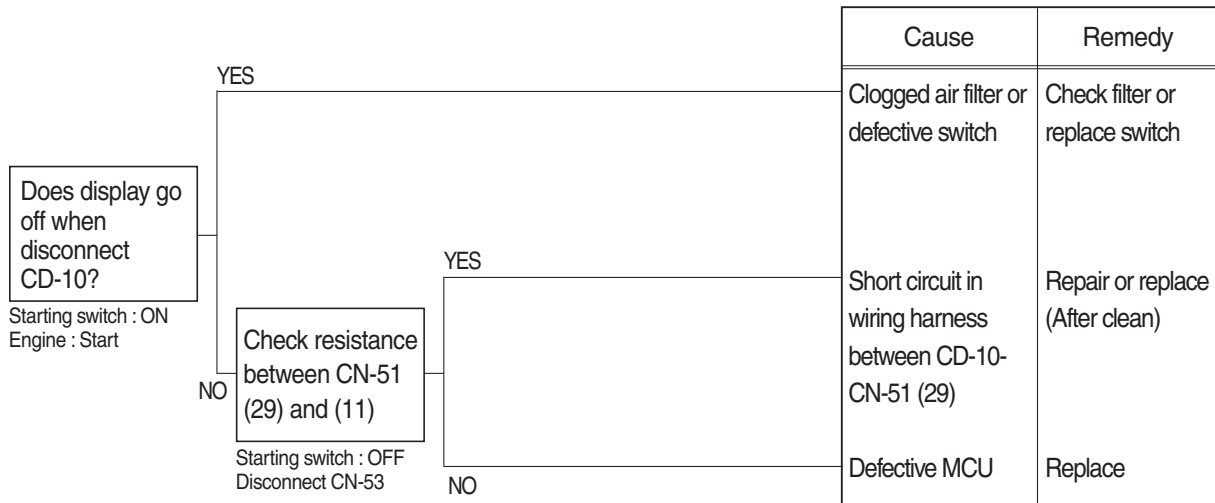 Cause
Remedy
YES
Clogged air filter or
defective switch
Check filter or
replace switch
Does display go
off when
disconnect
CD-10?
Starting switch : ON
Engine : Start
YES
Short circuit in
wiring harness
between CD-10-
CN-51 (29)
Repair or replace
(After clean)
NO
Check resistance
between CN-51
(29) and (11)
Starting switch : OFF
Disconnect CN-53
NO
Defective MCU
Replace